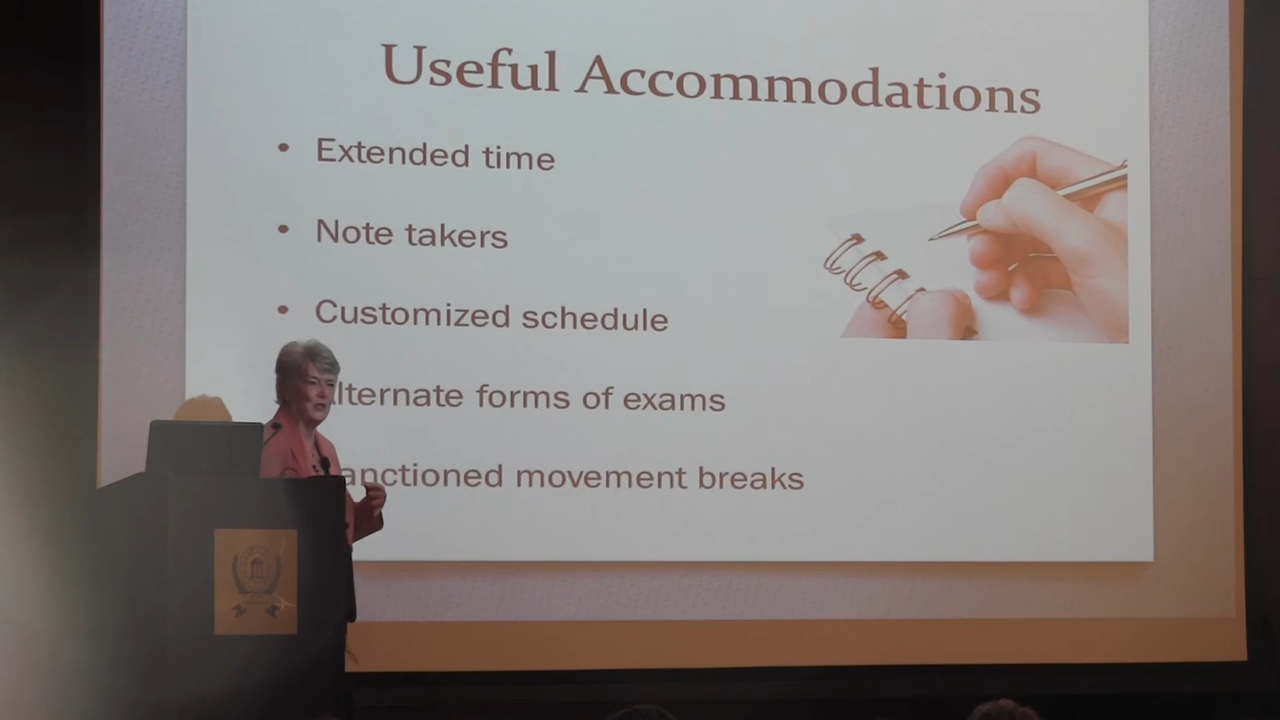 Useful Accommodations
• Extended time
• Note takers
• Customized schedule
lternate forms of exams
anctioned movement breaks